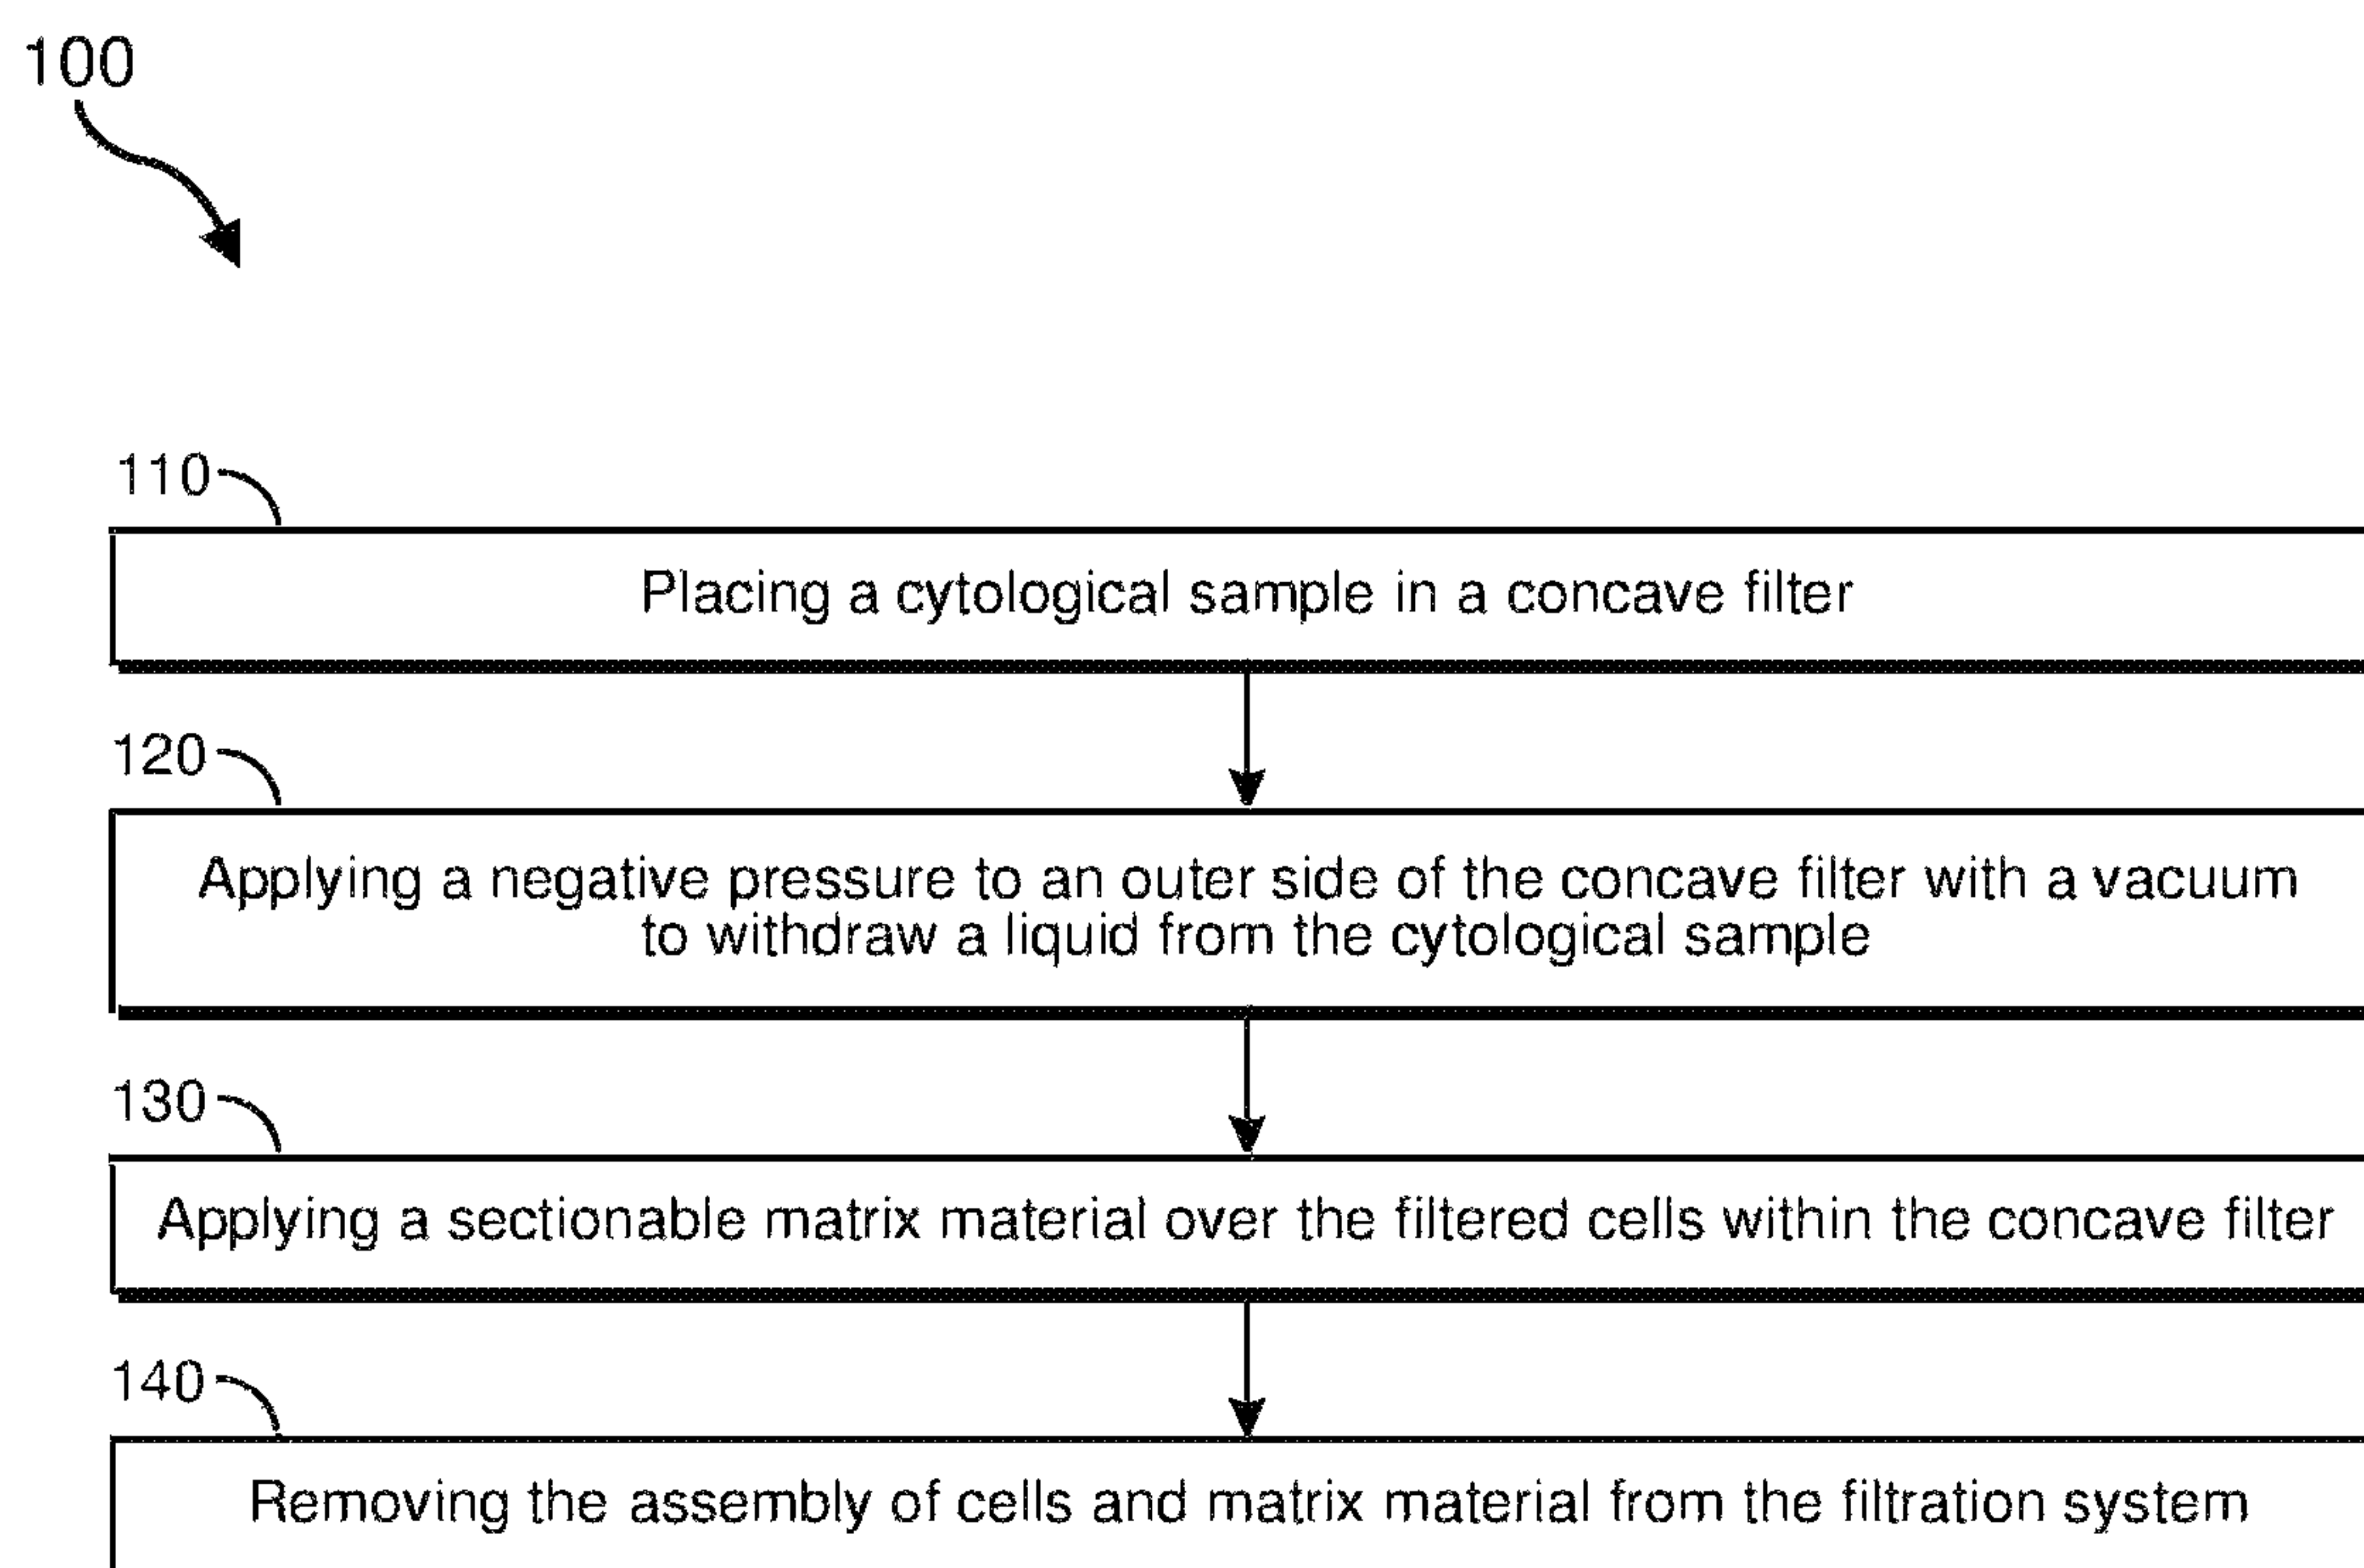 100
110
Placing a cytological sample in a concave filter
120
Applying a negative pressure to an outer side of the concave filter with a vacuum
to withdraw a liquid from the cytological sample
130
Applying a sectionable matrix material over the filtered cells within the concave filter
140
Removing the assembly of cells and matrix material from the filtration system